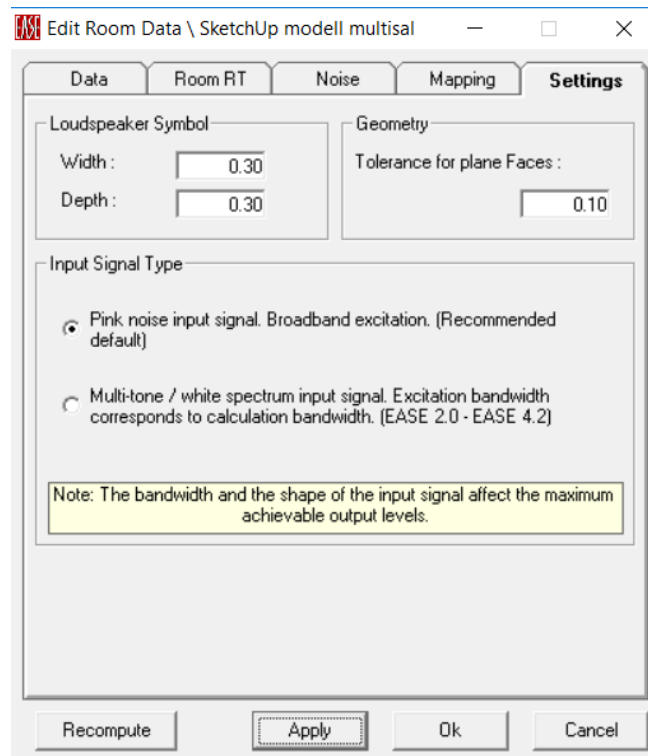 EASE Edit Room Data \ SketchUp modell multisal
Data Room RT Noise Mapping Settings
Loudspeaker Symbol
Width : 0.30
Depth : 0.30
Geometry
Tolerance for plane Faces :
0.10
Input Signal Type
Pink noise input signal. Broadband excitation. (Recommended
default)
Multi-tone / white spectrum input signal. Excitation bandwidth
corresponds to calculation bandwidth. (EASE 2.0 - EASE 4.2)
Note: The bandwidth and the shape of the input signal affect the maximum
achievable output levels.
Recompute Apply Ok Cancel